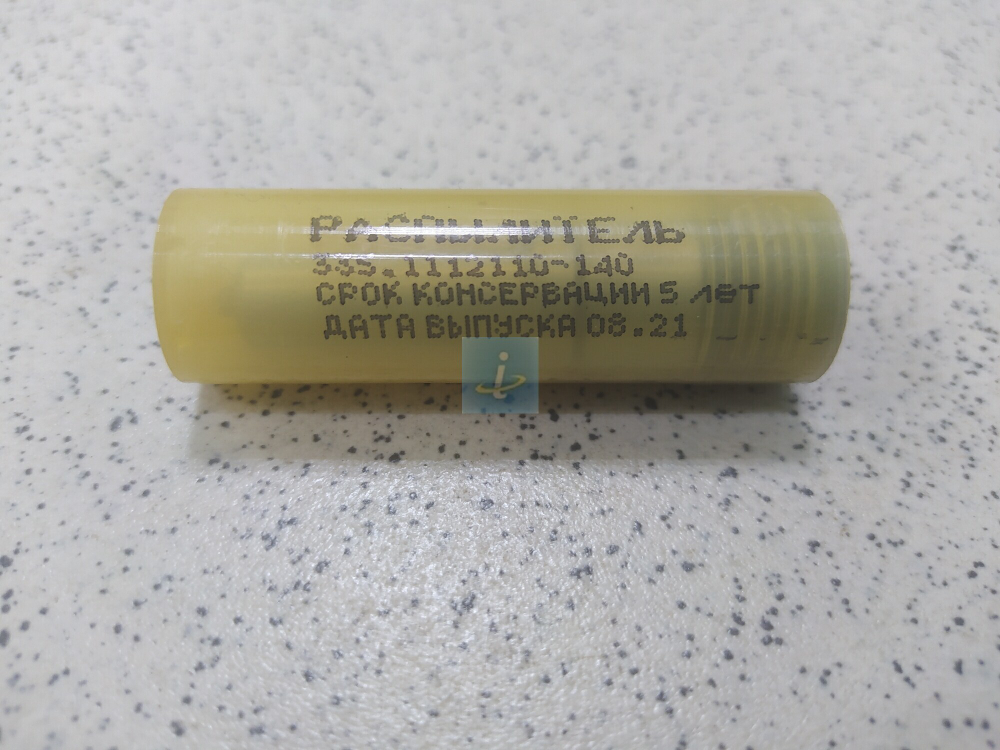 РАСПЫЛИТЕЛЬ
335.1112110-140
СРОК КОНСЕРВАЦИИ 5 лет
ДАТА ВЫПУСКА 08.21